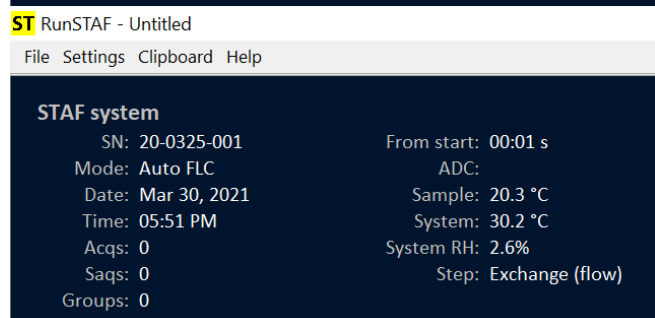 ST RunSTAF - Untitled
File Settings Clipboard Help
STAF system
SN: 20-0325-001 From start: 00:01 s
Mode: Auto FLC ADC:
Date: Mar 30, 2021 Sample: 20.3 °C
Time: 05:51 PM System: 30.2 °C
Acqs: 0 System RH: 2.6%
Saqs: 0 Step: Exchange (flow)
Groups: 0